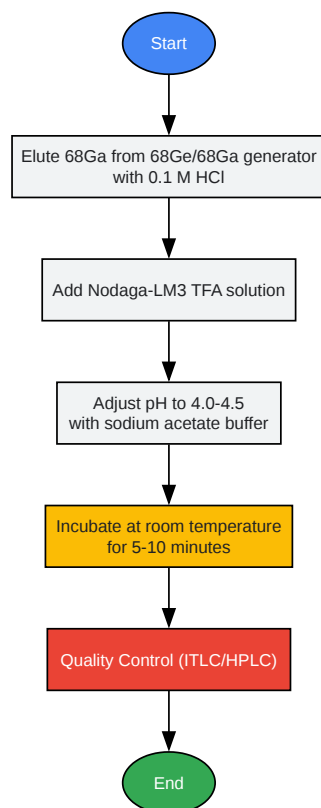 Start
Elute 68Ga from 68Ge/68Ga generator
with 0.1 M HCl
Add Nodaga-LM3 TFA solution
Adjust pH to 4.0-4.5
with sodium acetate buffer
Incubate at room temperature
for 5-10 minutes
Quality Control (ITLC/HPLC)
End